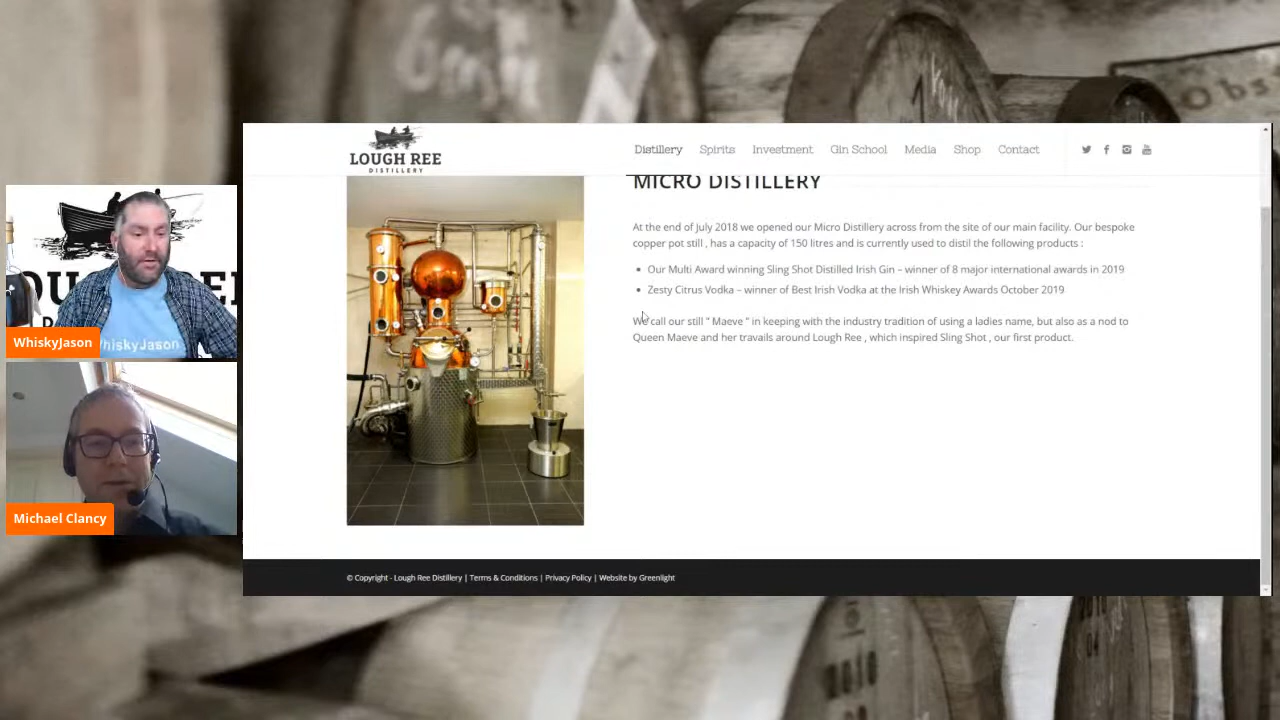 LOUGH REE
DISTILLERY
Distillery Spirits Investment Gin School Media Shop Contact
MICRO DISTILLERY
At the end of July 2018 we opened our Micro Distillery across from the site of our main facility. Our bespoke
copper pot still , has a capacity of 150 litres and is currently used to distil the following products :
Our Multi Award winning Sling Shot Distilled Irish Gin – winner of 8 major international awards in 2019
Zesty Citrus Vodka – winner of Best Irish Vodka at the Irish Whiskey Awards October 2019
We call our still " Maeve " in keeping with the industry tradition of using a ladies name, but also as a nod to
Queen Maeve and her travails around Lough Ree , which inspired Sling Shot , our first product.
© Copyright - Lough Ree Distillery | Terms & Conditions | Privacy Policy | Website by Greenlight
WhiskyJason
WhiskyJason
Michael Clancy